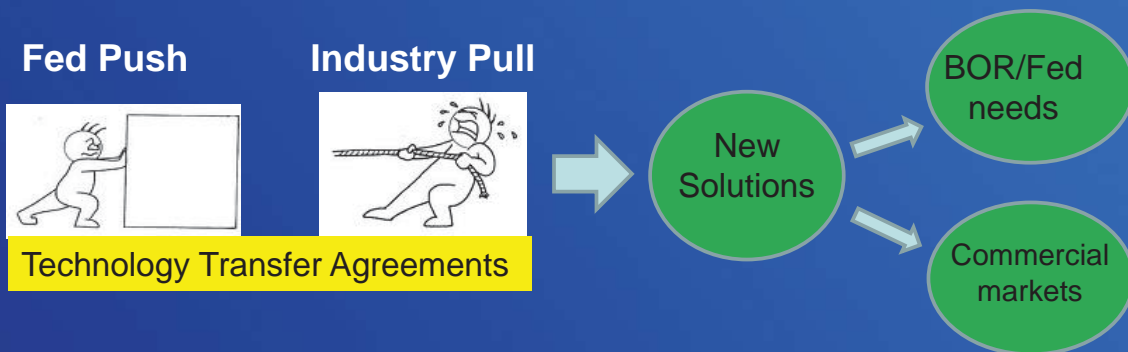 Fed Push
Industry Pull
Technology Transfer Agreements
New
Solutions
BOR/Fed
needs
Commercial
markets